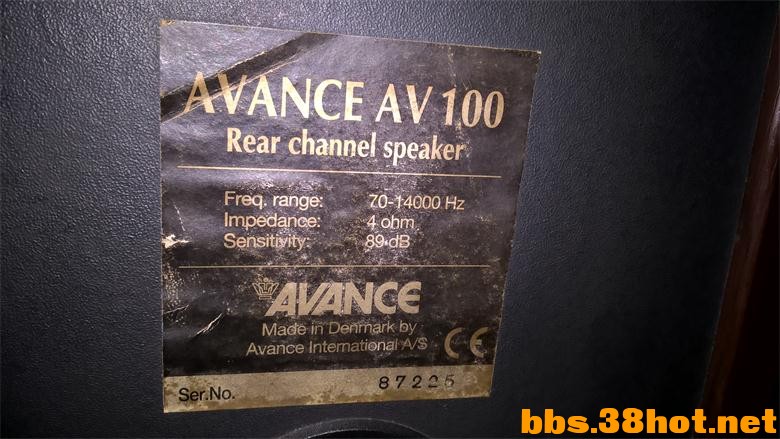 AVANCE AV 100
Rear channel speaker
Freq. range: 70-14000 Hz
Impedance: 4 ohm
Sensitivity: 89 dB
AVANCE
Made in Denmark by
Avance International A/S CE
Ser.No. 87225
bbs.38hot.net